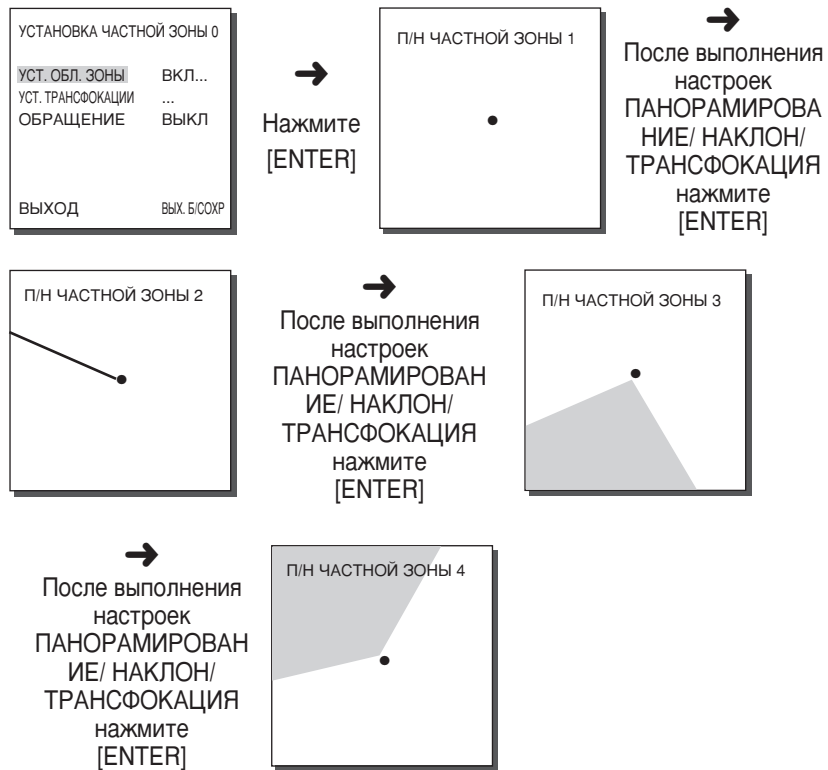 УСТАНОВКА ЧАСТНОЙ ЗОНЫ 0
УСТ. ОБЛ. ЗОНЫ ВКЛ...
УСТ. ТРАНСФОКАЦИИ ...
ОБРАЩЕНИЕ ВЫКЛ
ВЫХОД ВЫХ. Б/СОХР
Нажмите
[ENTER]
П/Н ЧАСТНОЙ ЗОНЫ 1
После выполнения
настроек
ПАНОРАМИРОВА
НИЕ/ НАКЛОН/
ТРАНСФОКАЦИЯ
нажмите
[ENTER]
П/Н ЧАСТНОЙ ЗОНЫ 2
После выполнения
настроек
ПАНОРАМИРОВАН
ИЕ/ НАКЛОН/
ТРАНСФОКАЦИЯ
нажмите
[ENTER]
П/Н ЧАСТНОЙ ЗОНЫ 3
После выполнения
настроек
ПАНОРАМИРОВАН
ИЕ/ НАКЛОН/
ТРАНСФОКАЦИЯ
нажмите
[ENTER]
П/Н ЧАСТНОЙ ЗОНЫ 4